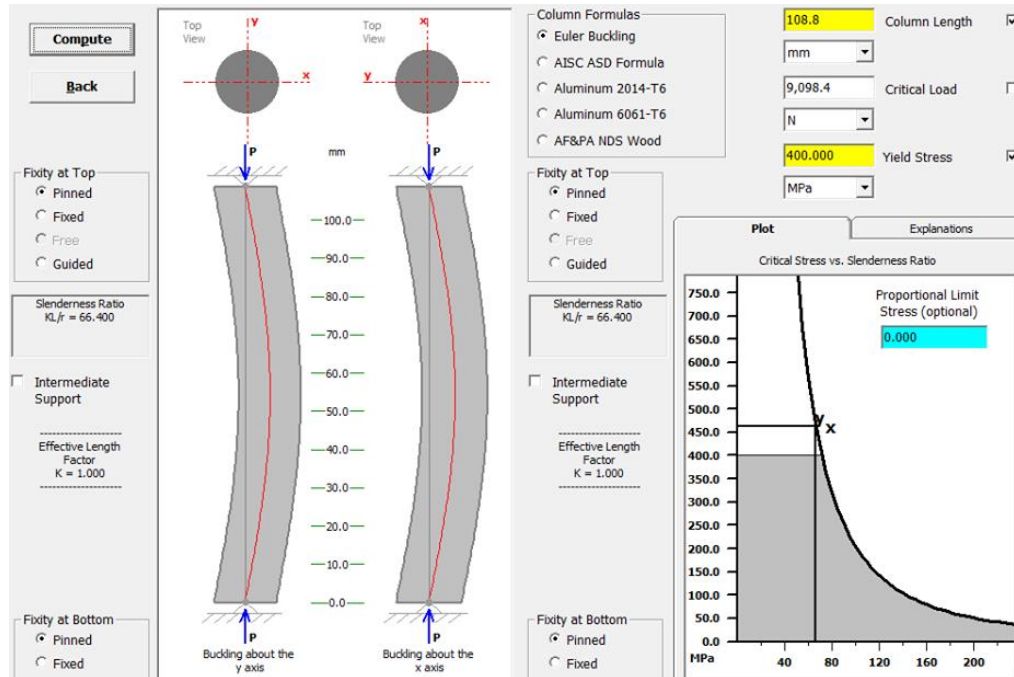 Compute
Back
Fixity at Top
Pinned
Fixed
Free
Guided
Slenderness Ratio
KL/r = 66.400
Intermediate
Support
--------------------
Effective Length
Factor
K = 1.000
--------------------
Fixity at Bottom
Pinned
Fixed
Top
View
y
x
P
mm
100.0
90.0
80.0
70.0
60.0
50.0
40.0
30.0
20.0
10.0
0.0
P
Buckling about the
y axis
Top
View
x
y
P
P
Buckling about the
x axis
Column Formulas
Euler Buckling
AISC ASD Formula
Aluminum 2014-T6
Aluminum 6061-T6
AF&PA NDS Wood
Fixity at Top
Pinned
Fixed
Free
Guided
Slenderness Ratio
KL/r = 66.400
Intermediate
Support
--------------------
Effective Length
Factor
K = 1.000
--------------------
Fixity at Bottom
Pinned
Fixed
108.8 Column Length
mm
9,098.4 Critical Load
N
400.000 Yield Stress
MPa
Plot Explanations
Critical Stress vs. Slenderness Ratio
Proportional Limit
Stress (optional)
0.000
750.0
700.0
650.0
600.0
550.0
500.0
450.0
400.0
350.0
300.0
250.0
200.0
150.0
100.0
50.0
0.0
y
x
MPa 40 80 120 160 200